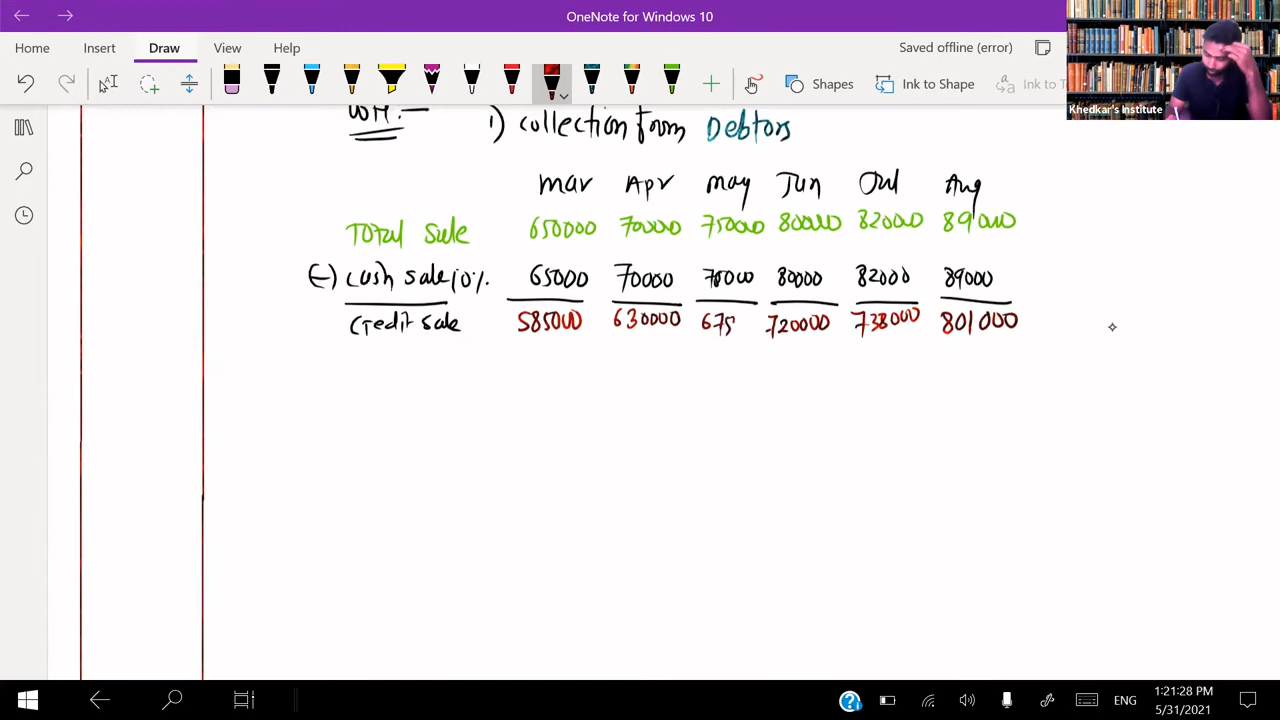 OneNote for Windows 10
Home Insert Draw View Help Saved offline (error)
Shapes Ink to Shape Ink to T
Khedkar's Institute
1) collection from Debtors
Mar Apr May Jun Jul Aug
Total Sale 650000 700000 750000 800000 820000 890000
(-) Cash sale 10%. 65000 70000 75000 80000 82000 89000
Credit sale 585000 630000 675 720000 738000 801000
ENG 1:21:28 PM
5/31/2021